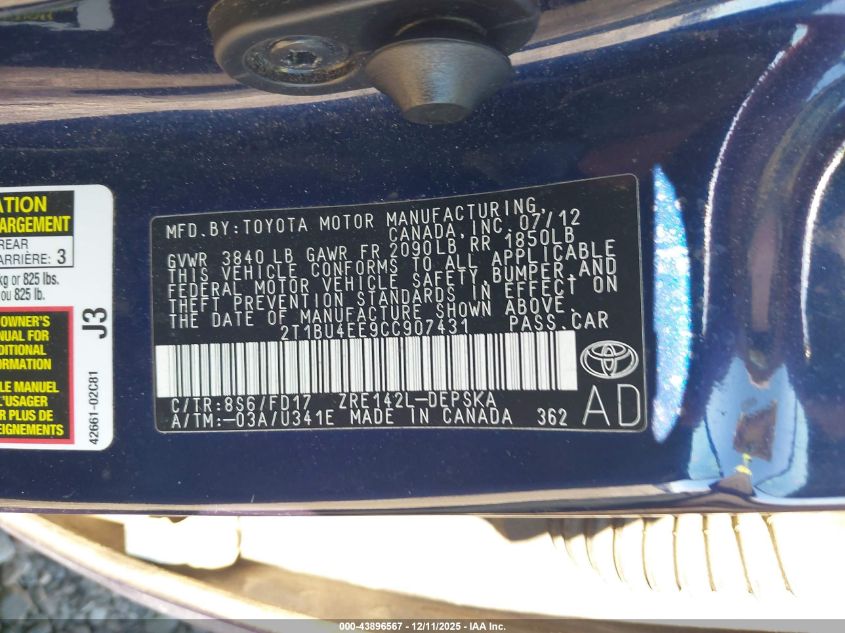 ATION
ARGEMENT
REAR
ARRIÈRE: 3
kg or 825 lbs.
ou 825 lb.
OWNER'S
NUAL FOR
DITIONAL
ORMATION
LE MANUEL
L'USAGER
R PLUS DE
EIGNEMENTS
J3
42661-02C81
MFD.BY:TOYOTA MOTOR MANUFACTURING,
CANADA,INC. 07/12
GVWR 3840 LB GAWR FR 2090LB RR 1850LB
THIS VEHICLE CONFORMS TO ALL APPLICABLE
FEDERAL MOTOR VEHICLE SAFETY, BUMPER, AND
THEFT PREVENTION STANDARDS IN EFFECT ON
THE DATE OF MANUFACTURE SHOWN ABOVE.
2T1BU4EE9CC907431 PASS.CAR
C/TR:8S6/FD17 ZRE142L-DEPSKA
A/TM:-03A/U341E MADE IN CANADA 362
AD
000-43896567 - 12/11/2025 - IAA Inc.